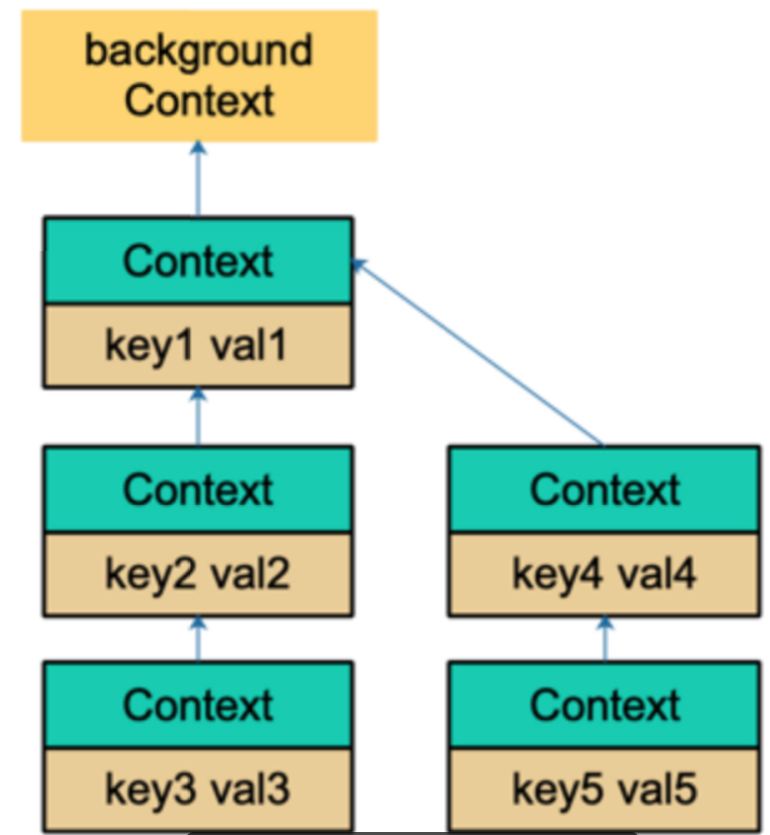 background
Context
Context
key1 val1
Context
key2 val2
Context
key4 val4
Context
key3 val3
Context
key5 val5